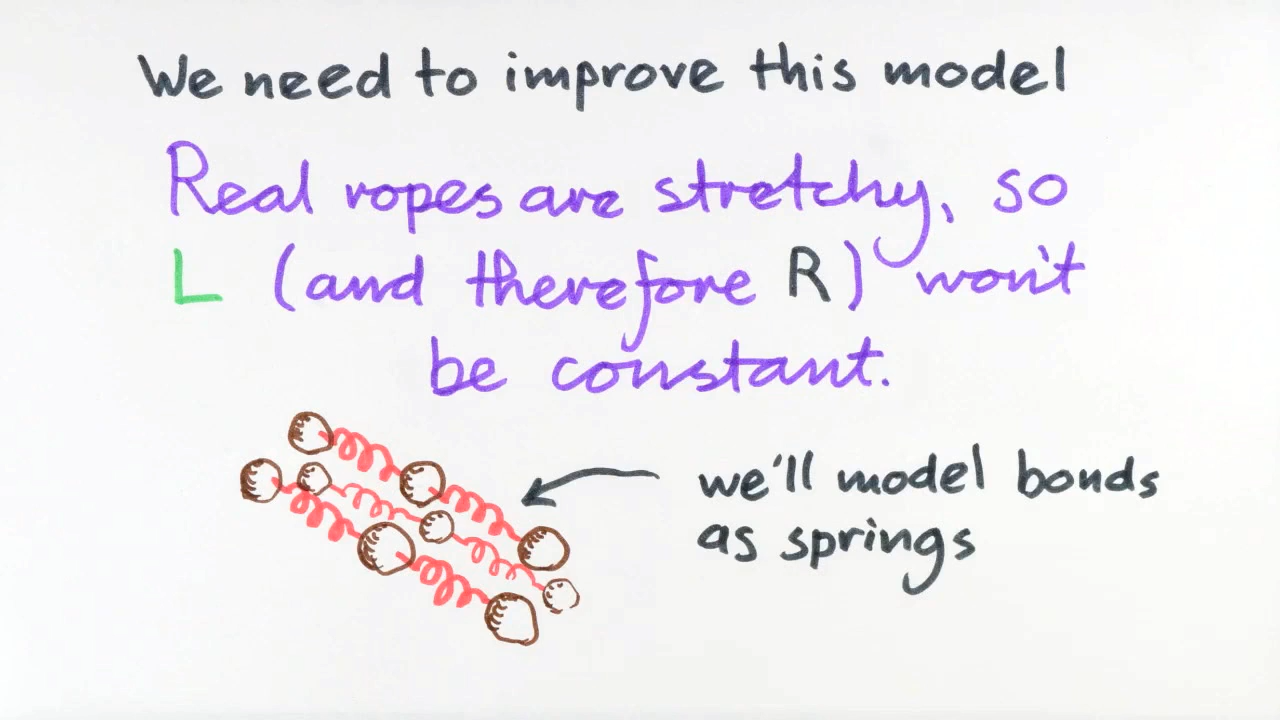 We need to improve this model
Real ropes are stretchy, so
L (and therefore R) won't
be constant.
we'll model bonds
as springs